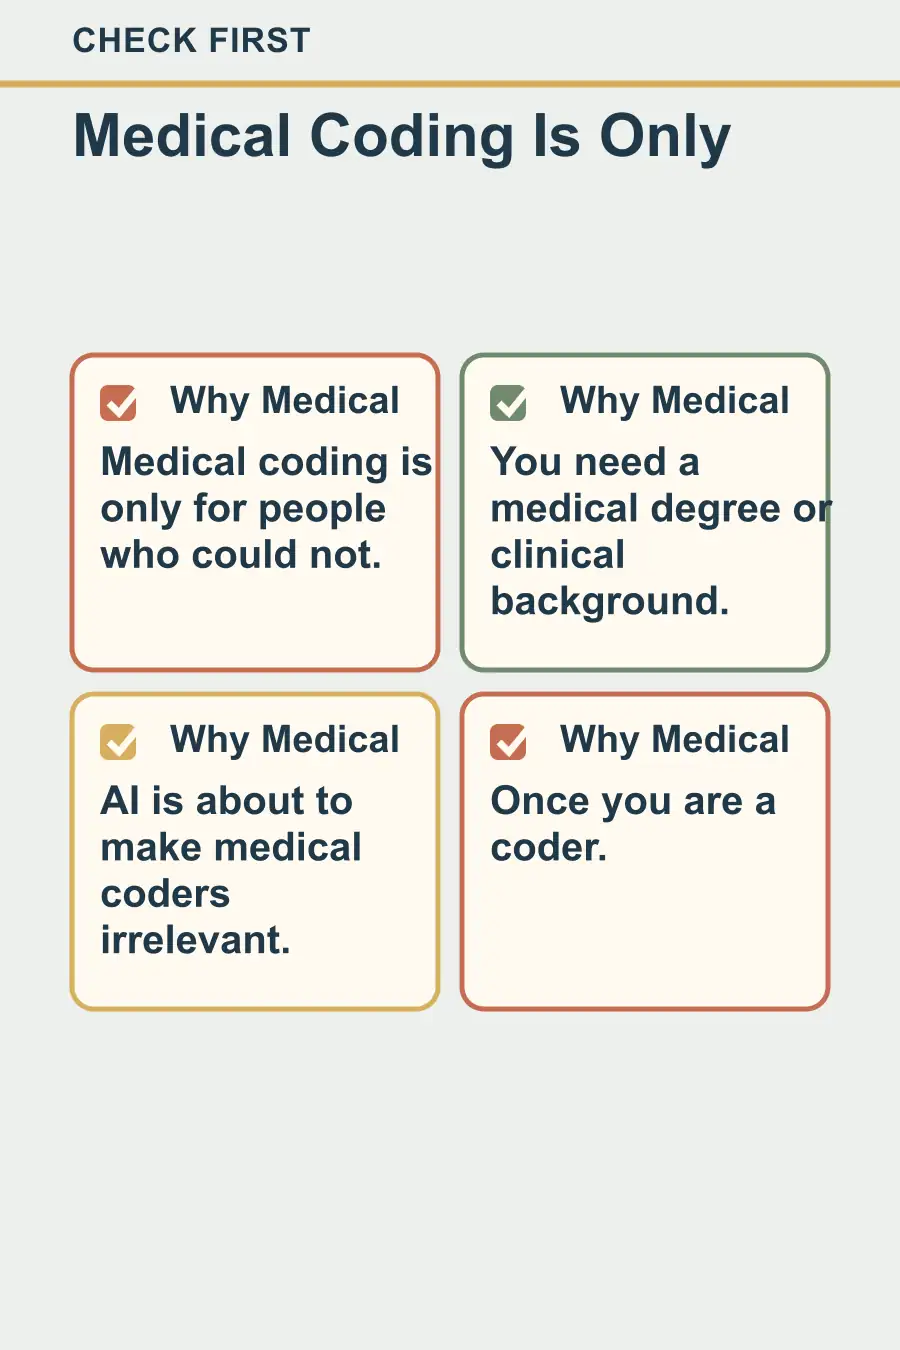 CHECK FIRST
Medical Coding Is Only
Why Medical
Medical coding is
only for people
who could not.
Why Medical
You need a
medical degree or
clinical
background.
Why Medical
AI is about to
make medical
coders
irrelevant.
Why Medical
Once you are a
coder.